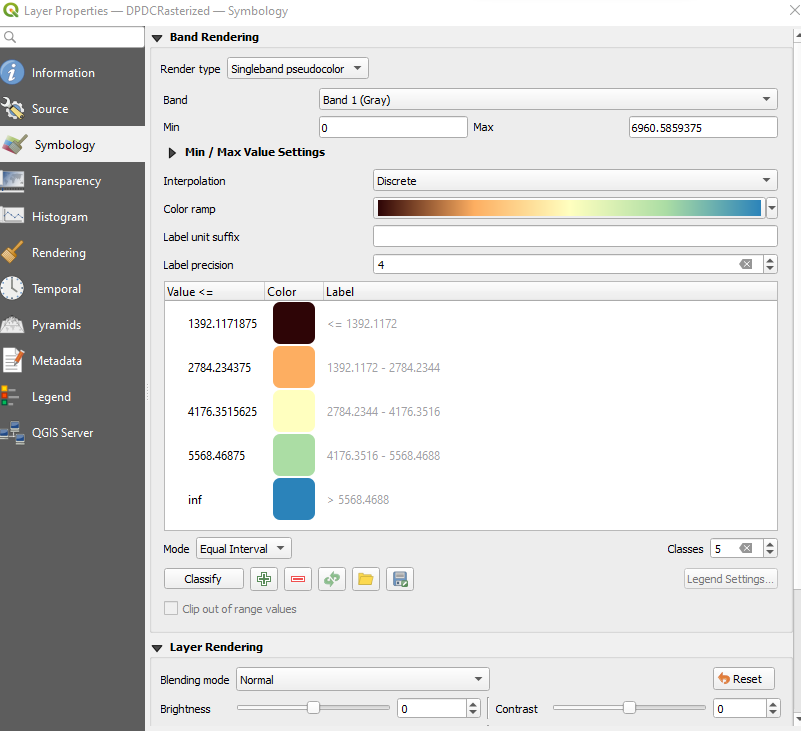 Layer Properties — DPDCRasterized — Symbology
Information
Source
Symbology
Transparency
Histogram
Rendering
Temporal
Pyramids
Metadata
Legend
QGIS Server
Band Rendering
Render type Singleband pseudocolor
Band Band 1 (Gray)
Min 0 Max 6960.5859375
Min / Max Value Settings
Interpolation Discrete
Color ramp
Label unit suffix
Label precision 4
Value <= Color Label
1392.1171875 <= 1392.1172
2784.234375 1392.1172 - 2784.2344
4176.3515625 2784.2344 - 4176.3516
5568.46875 4176.3516 - 5568.4688
inf > 5568.4688
Mode Equal Interval Classes 5
Classify Legend Settings...
Clip out of range values
Layer Rendering
Blending mode Normal Reset
Brightness 0 Contrast 0